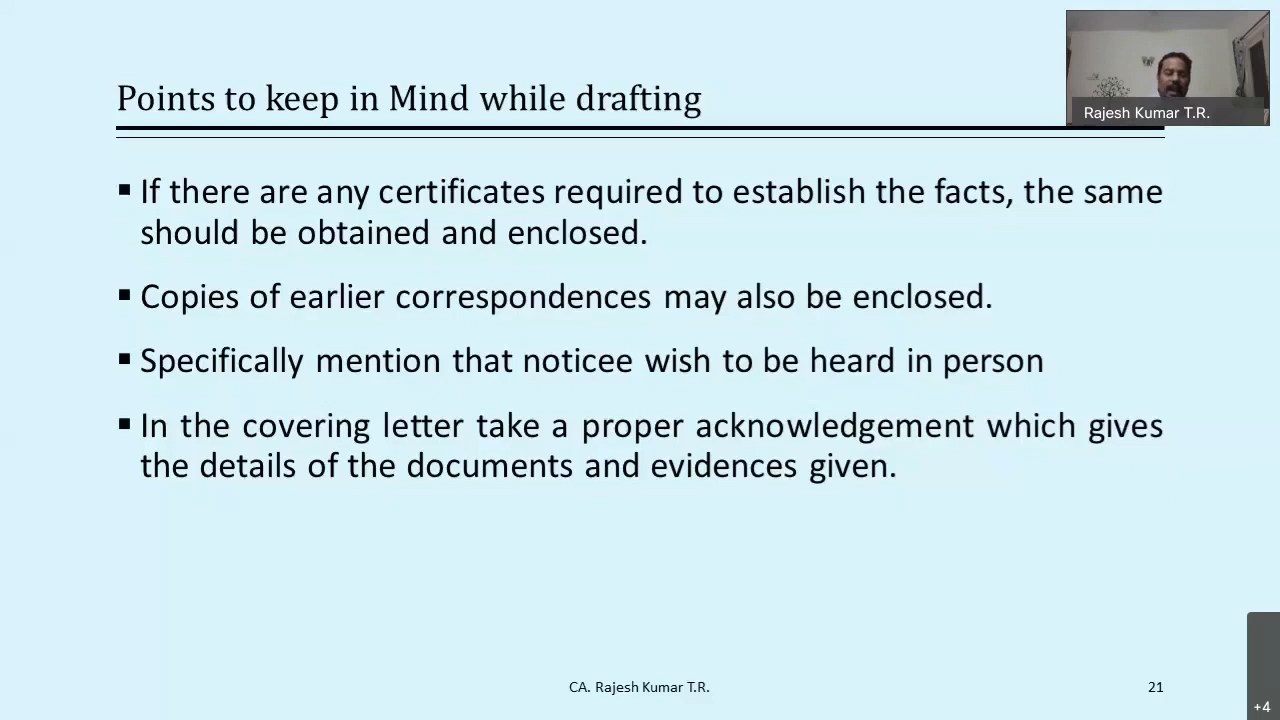 Points to keep in Mind while drafting
Rajesh Kumar T.R.
▪ If there are any certificates required to establish the facts, the same
should be obtained and enclosed.
▪ Copies of earlier correspondences may also be enclosed.
▪ Specifically mention that noticee wish to be heard in person
▪ In the covering letter take a proper acknowledgement which gives
the details of the documents and evidences given.
CA. Rajesh Kumar T.R.
21
+4